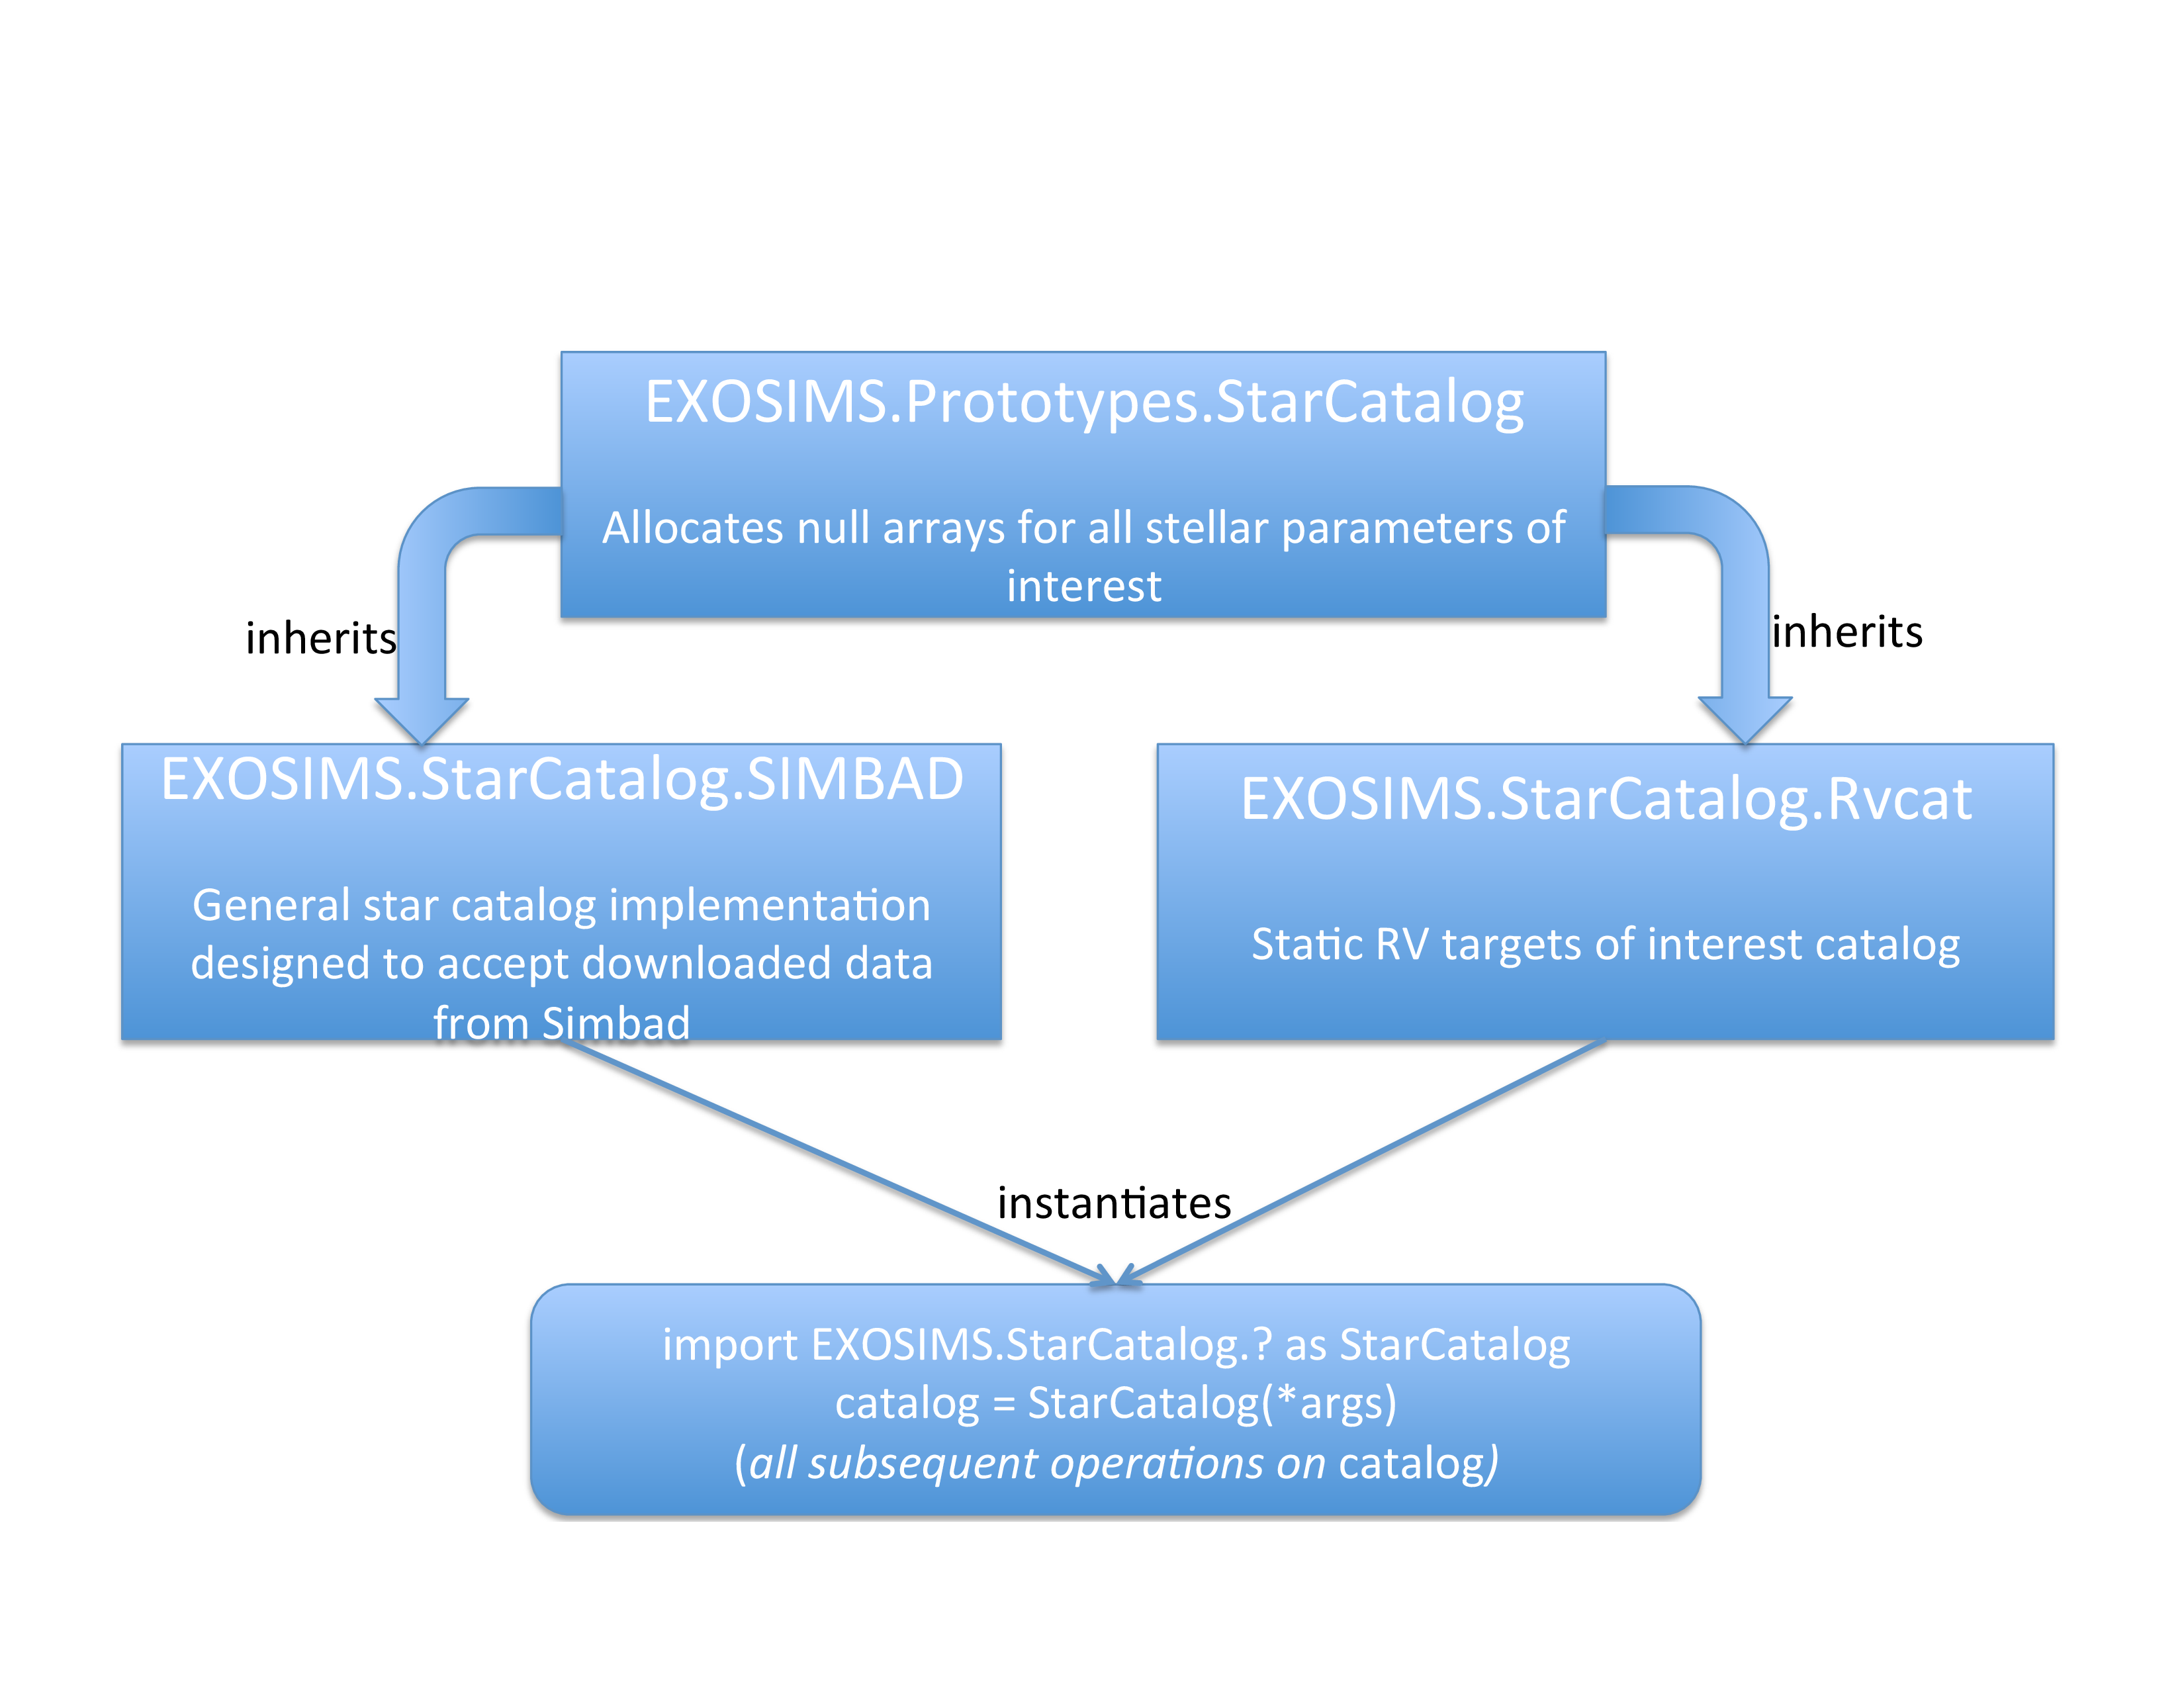 EXOSIMS.Prototypes.StarCatalog
Allocates null arrays for all stellar parameters of
interest
inherits
inherits
EXOSIMS.StarCatalog.SIMBAD
General star catalog implementation
designed to accept downloaded data
from Simbad
EXOSIMS.StarCatalog.Rvcat
Static RV targets of interest catalog
instantiates
import EXOSIMS.StarCatalog.? as StarCatalog
catalog = StarCatalog(*args)
(all subsequent operations on catalog)